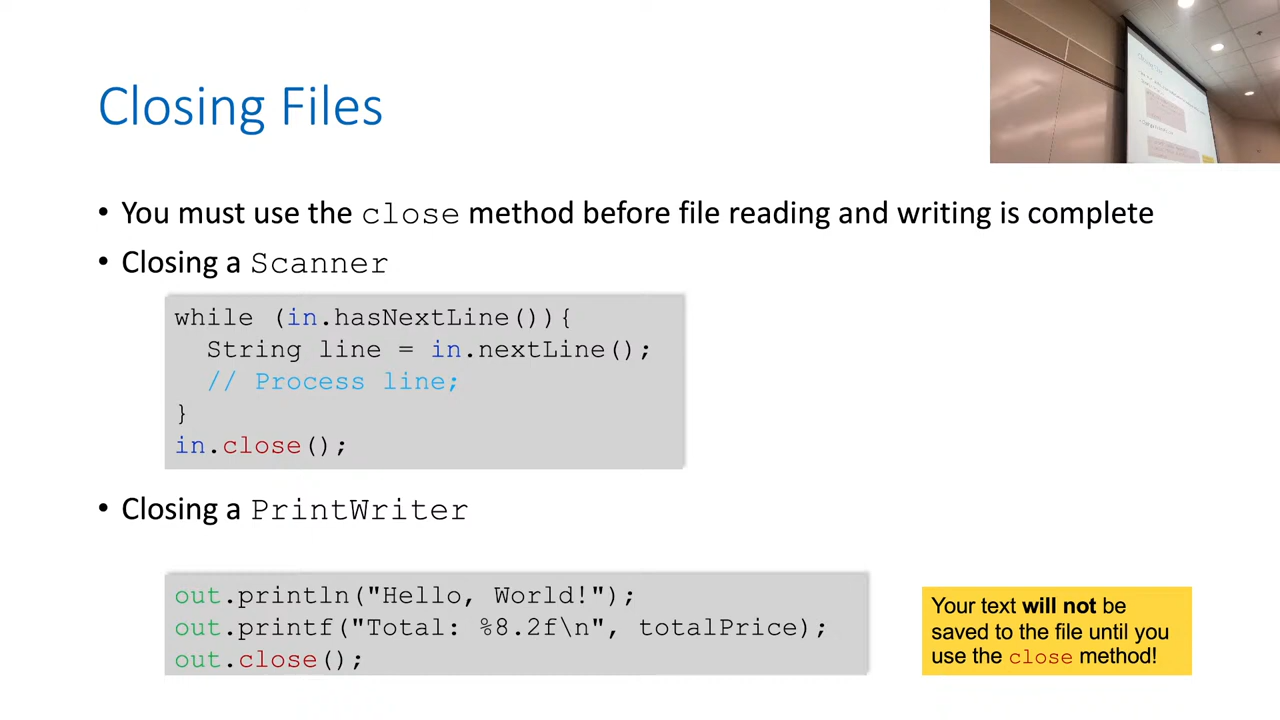 Closing Files
• You must use the close method before file reading and writing is complete
• Closing a Scanner
while (in.hasNextLine()){
  String line = in.nextLine();
  // Process line;
}
in.close();
• Closing a PrintWriter
out.println("Hello, World!");
out.printf("Total: %8.2f\n", totalPrice);
out.close();
Your text will not be
saved to the file until you
use the close method!